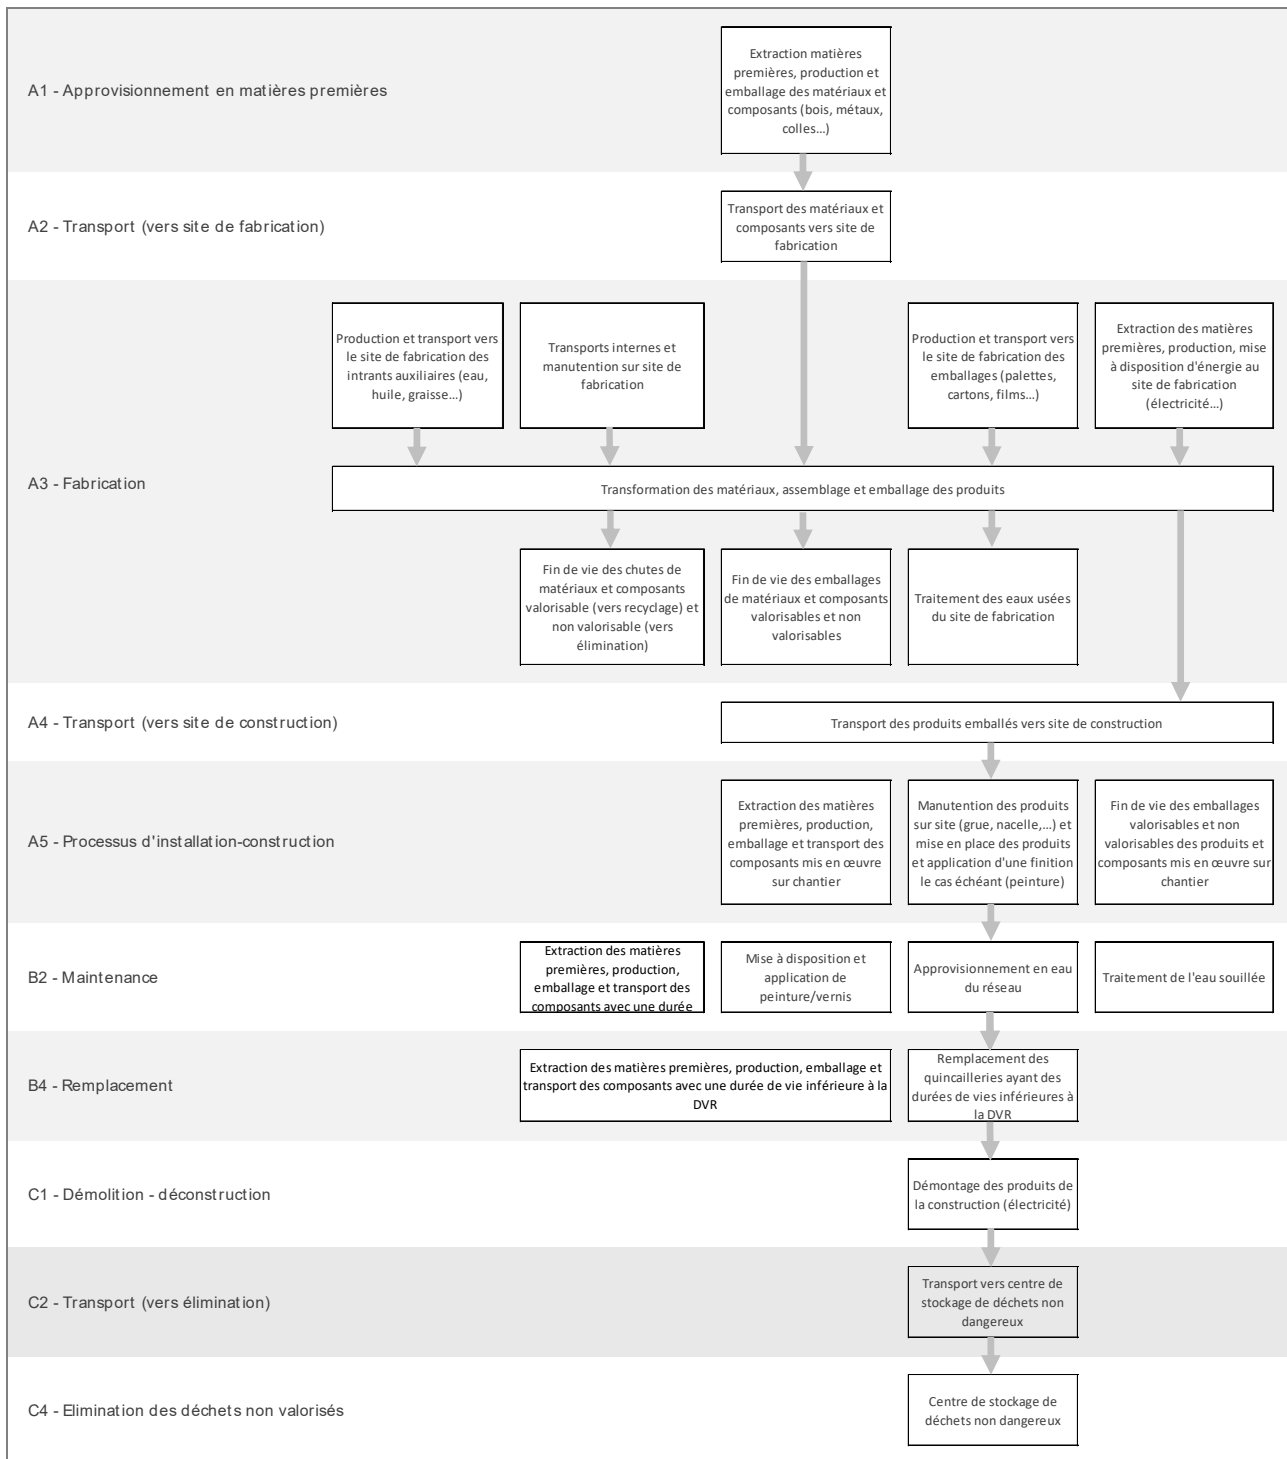 A1 - Approvisionnement en matières premières
Extraction matières
premières, production et
emballage des matériaux et
composants (bois, métaux,
colles…)
A2 - Transport (vers site de fabrication)
Transport des matériaux et
composants vers site de
fabrication
A3 - Fabrication
Production et transport vers
le site de fabrication des
intrants auxiliaires (eau,
huile, graisse…)
Transports internes et
manutention sur site de
fabrication
Production et transport vers
le site de fabrication des
emballages (palettes,
cartons, films…)
Extraction des matières
premières, production, mise
à disposition d'énergie au
site de fabrication
(électricité…)
Transformation des matériaux, assemblage et emballage des produits
Fin de vie des chutes de
matériaux et composants
valorisable (vers recyclage) et
non valorisable (vers
élimination)
Fin de vie des emballages
de matériaux et composants
valorisables et non
valorisables
Traitement des eaux usées
du site de fabrication
A4 - Transport (vers site de construction)
Transport des produits emballés vers site de construction
A5 - Processus d'installation-construction
Extraction des matières
premières, production,
emballage et transport des
composants mis en œuvre
sur chantier
Manutention des produits
sur site (grue, nacelle,…) et
mise en place des produits
et application d'une finition
le cas échéant (peinture)
Fin de vie des emballages
valorisables et non
valorisables des produits et
composants mis en œuvre sur
chantier
B2 - Maintenance
Extraction des matières
premières, production,
emballage et transport des
composants avec une durée
Mise à disposition et
application de
peinture/vernis
Approvisionnement en eau
du réseau
Traitement de l'eau souillée
B4 - Remplacement
Extraction des matières premières, production, emballage et
transport des composants avec une durée de vie inférieure à la
DVR
Remplacement des
quincailleries ayant des
durées de vies inférieures à
la DVR
C1 - Démolition - déconstruction
Démontage des produits de
la construction (électricité)
C2 - Transport (vers élimination)
Transport vers centre de
stockage de déchets non
dangereux
C4 - Elimination des déchets non valorisés
Centre de stockage de
déchets non dangereux